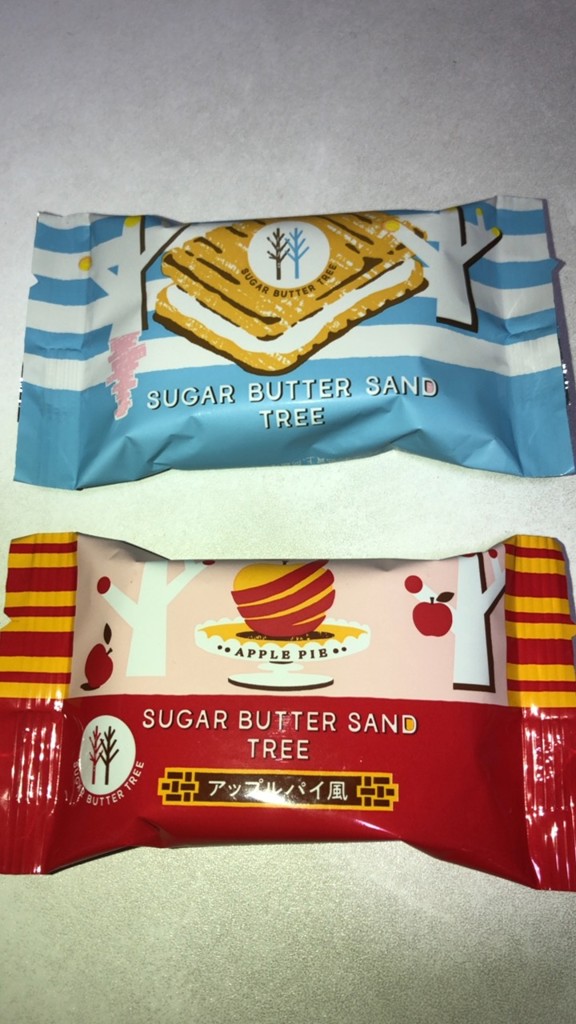 SUGAR BUTTER TREE
SUGAR BUTTER SAND
TREE
APPLE PIE
SUGAR BUTTER SAND
TREE
SUGAR BUTTER TREE
アップルパイ風